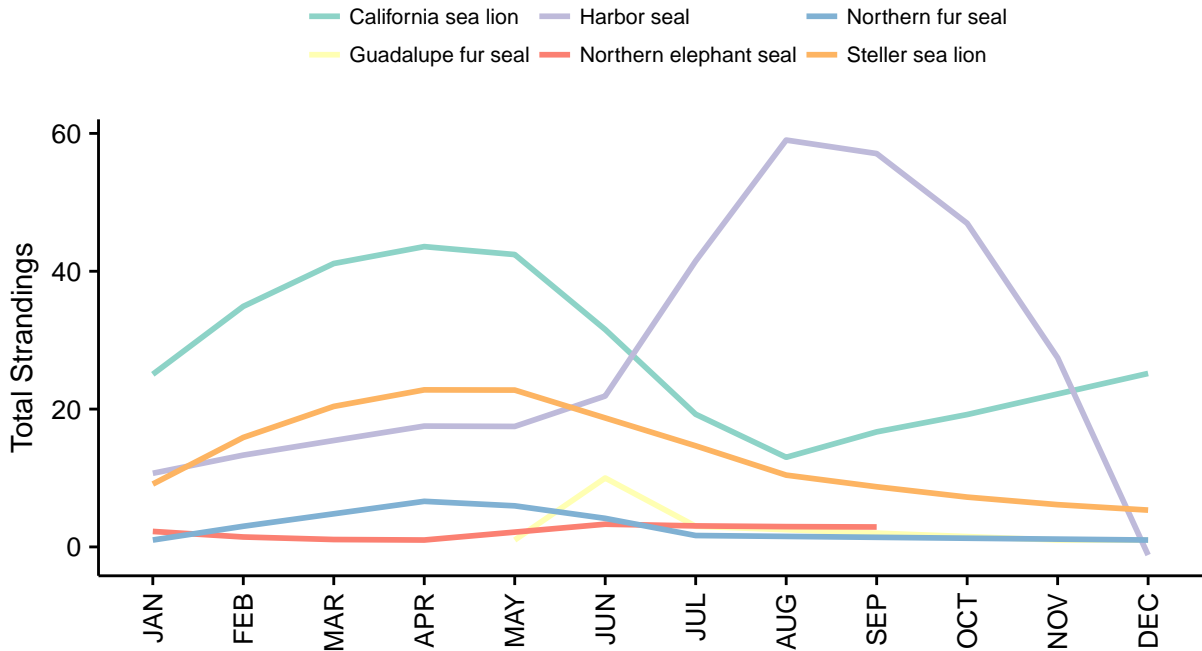 California sea lion
Harbor seal
Northern fur seal
Guadalupe fur seal
Northern elephant seal
Steller sea lion
Total Strandings
60
40
20
0
JAN
FEB
MAR
APR
MAY
JUN
JUL
AUG
SEP
OCT
NOV
DEC